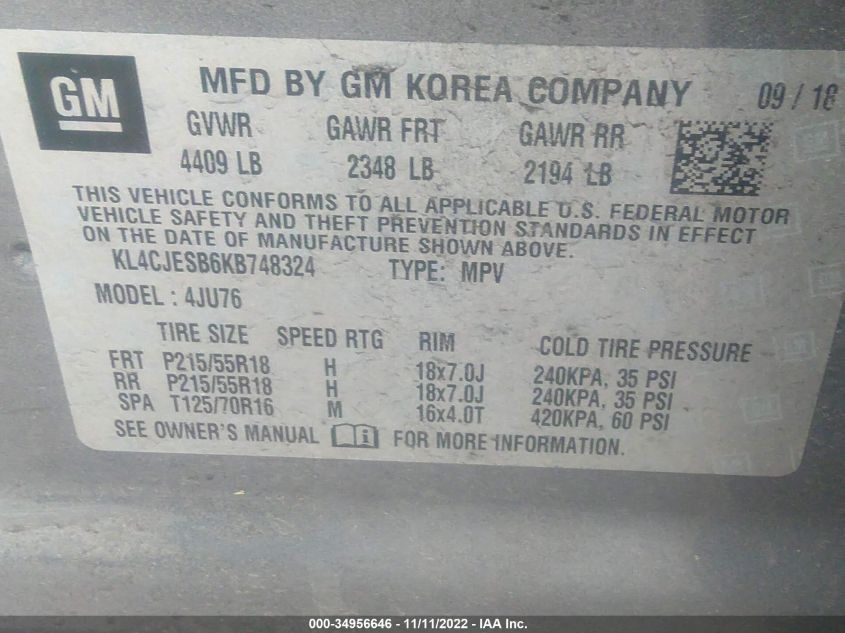 GM
MFD BY GM KOREA COMPANY 09 / 18
GVWR GAWR FRT GAWR RR
4409 LB 2348 LB 2194 LB
THIS VEHICLE CONFORMS TO ALL APPLICABLE U.S. FEDERAL MOTOR
VEHICLE SAFETY AND THEFT PREVENTION STANDARDS IN EFFECT
ON THE DATE OF MANUFACTURE SHOWN ABOVE.
KL4CJESB6KB748324 TYPE: MPV
MODEL : 4JU76
TIRE SIZE SPEED RTG RIM COLD TIRE PRESSURE
FRT P215/55R18 H 18x7.0J 240KPA, 35 PSI
RR P215/55R18 H 18x7.0J 240KPA, 35 PSI
SPA T125/70R16 M 16x4.0T 420KPA, 60 PSI
SEE OWNER'S MANUAL FOR MORE INFORMATION.
000-34956646 - 11/11/2022 - IAA Inc.